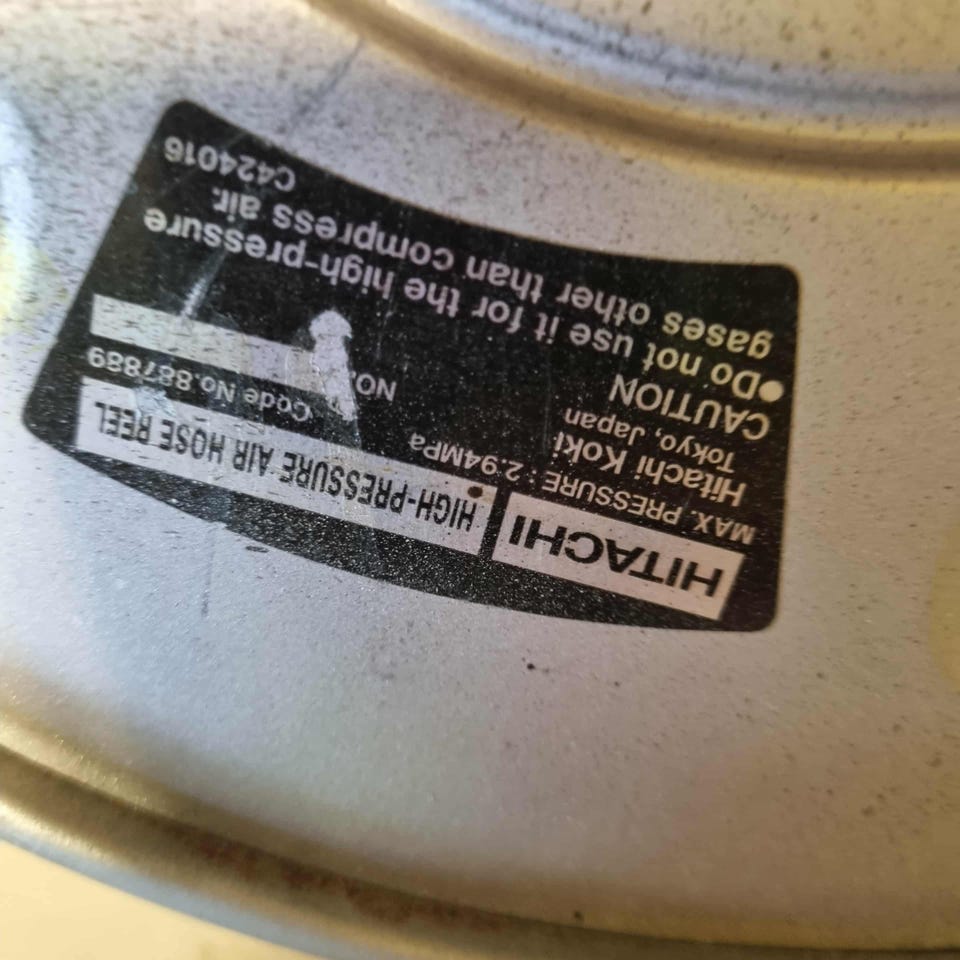 HITACHI HIGH-PRESSURE AIR HOSE REEL
MAX. PRESSURE : 2.94MPa Code No.887889
Hitachi Koki NO.
Tokyo, Japan
CAUTION
●Do not use it for the high-pressure
gases other than compress air.
C424016